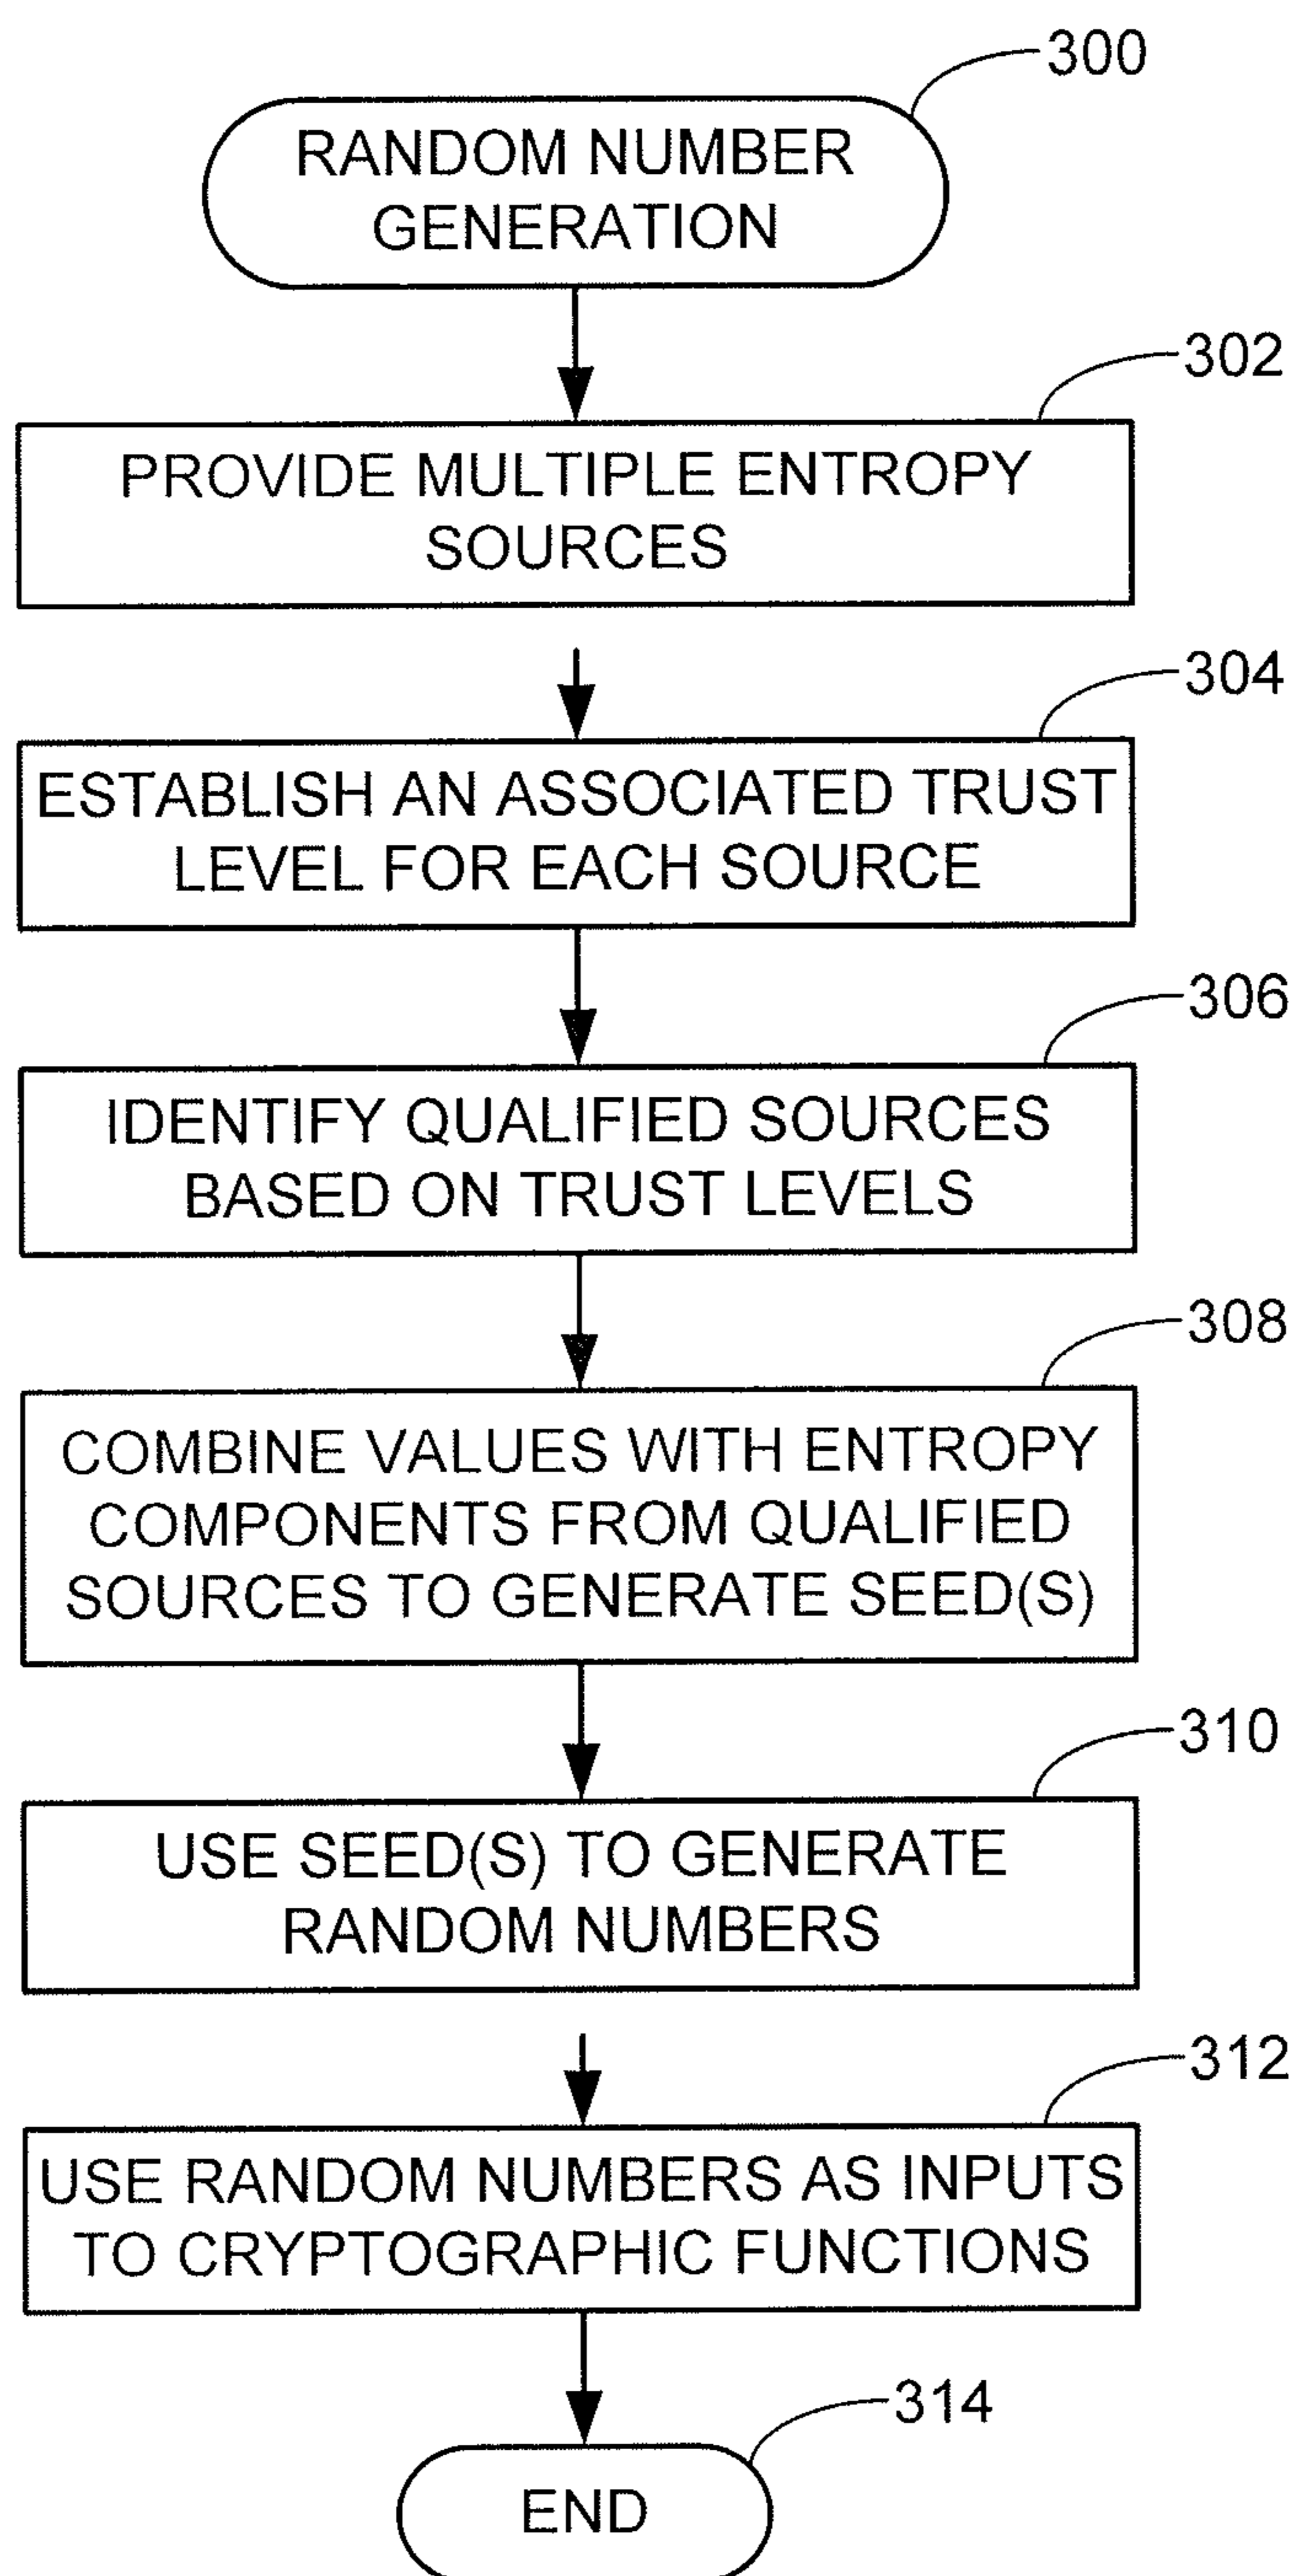 300
RANDOM NUMBER
GENERATION
302
PROVIDE MULTIPLE ENTROPY
SOURCES
304
ESTABLISH AN ASSOCIATED TRUST
LEVEL FOR EACH SOURCE
306
IDENTIFY QUALIFIED SOURCES
BASED ON TRUST LEVELS
308
COMBINE VALUES WITH ENTROPY
COMPONENTS FROM QUALIFIED
SOURCES TO GENERATE SEED(S)
310
USE SEED(S) TO GENERATE
RANDOM NUMBERS
312
USE RANDOM NUMBERS AS INPUTS
TO CRYPTOGRAPHIC FUNCTIONS
314
END